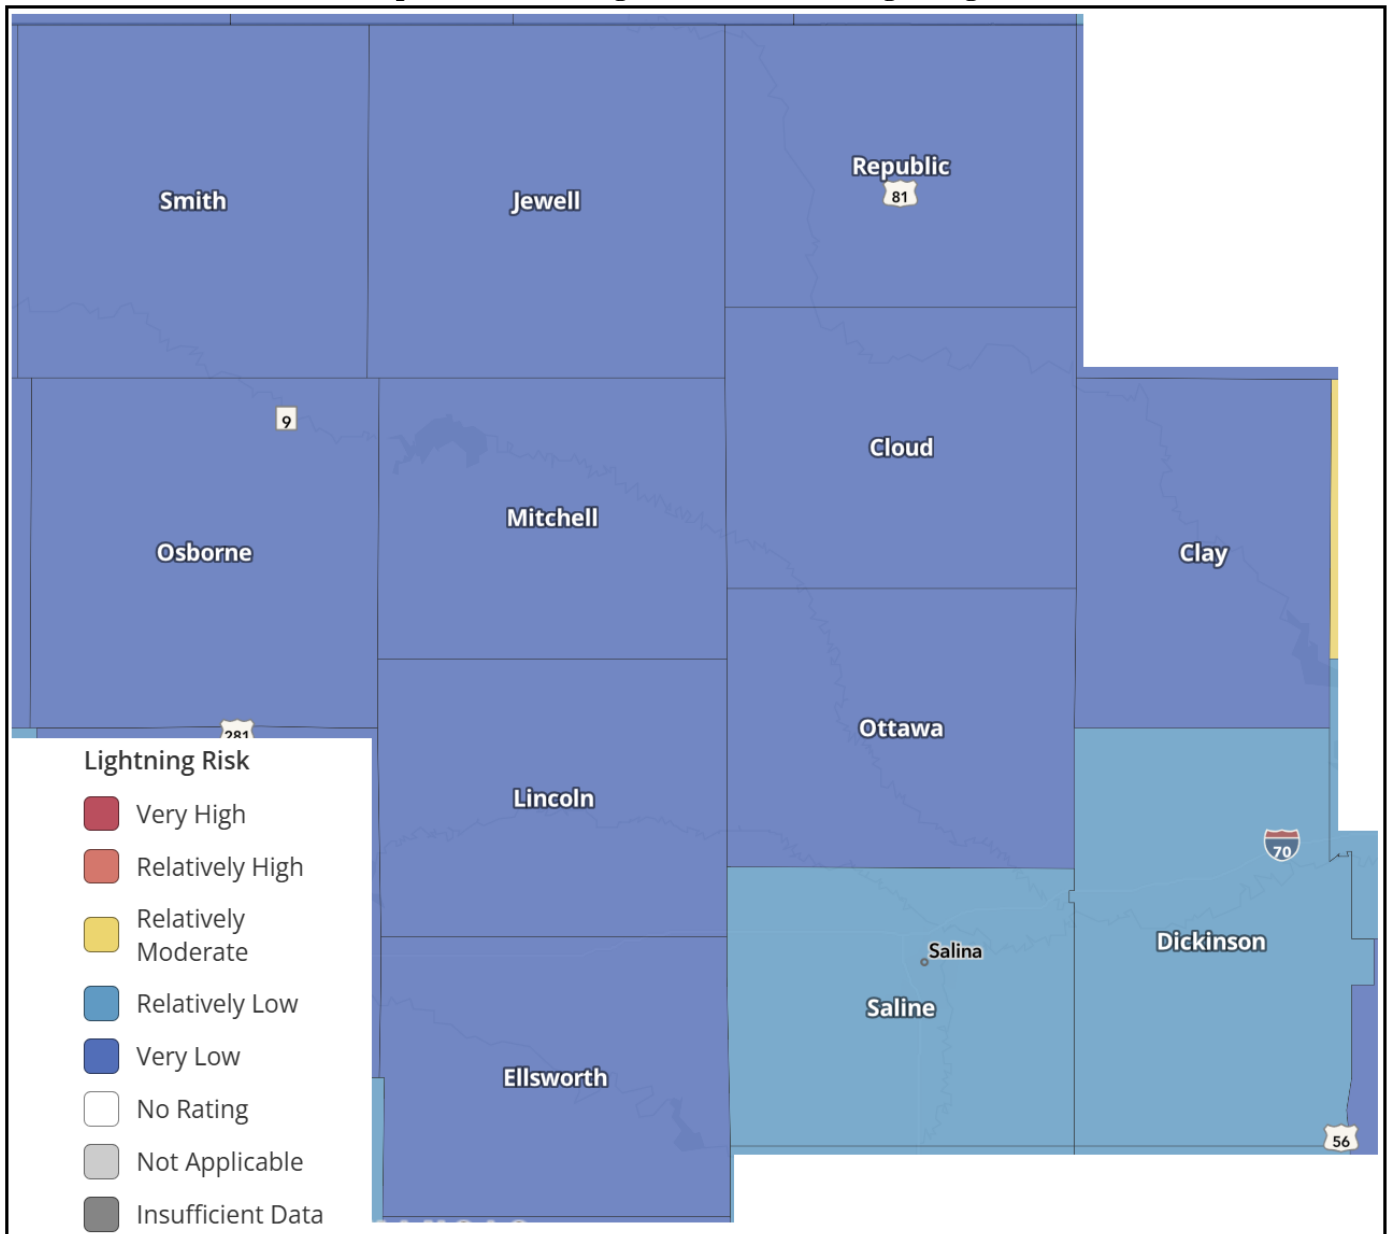 Smith
Jewell
Republic
81
9
Cloud
Mitchell
Osborne
Clay
281
Ottawa
Lincoln
70
Dickinson
Salina
Saline
Ellsworth
56
Lightning Risk
Very High
Relatively High
Relatively
Moderate
Relatively Low
Very Low
No Rating
Not Applicable
Insufficient Data